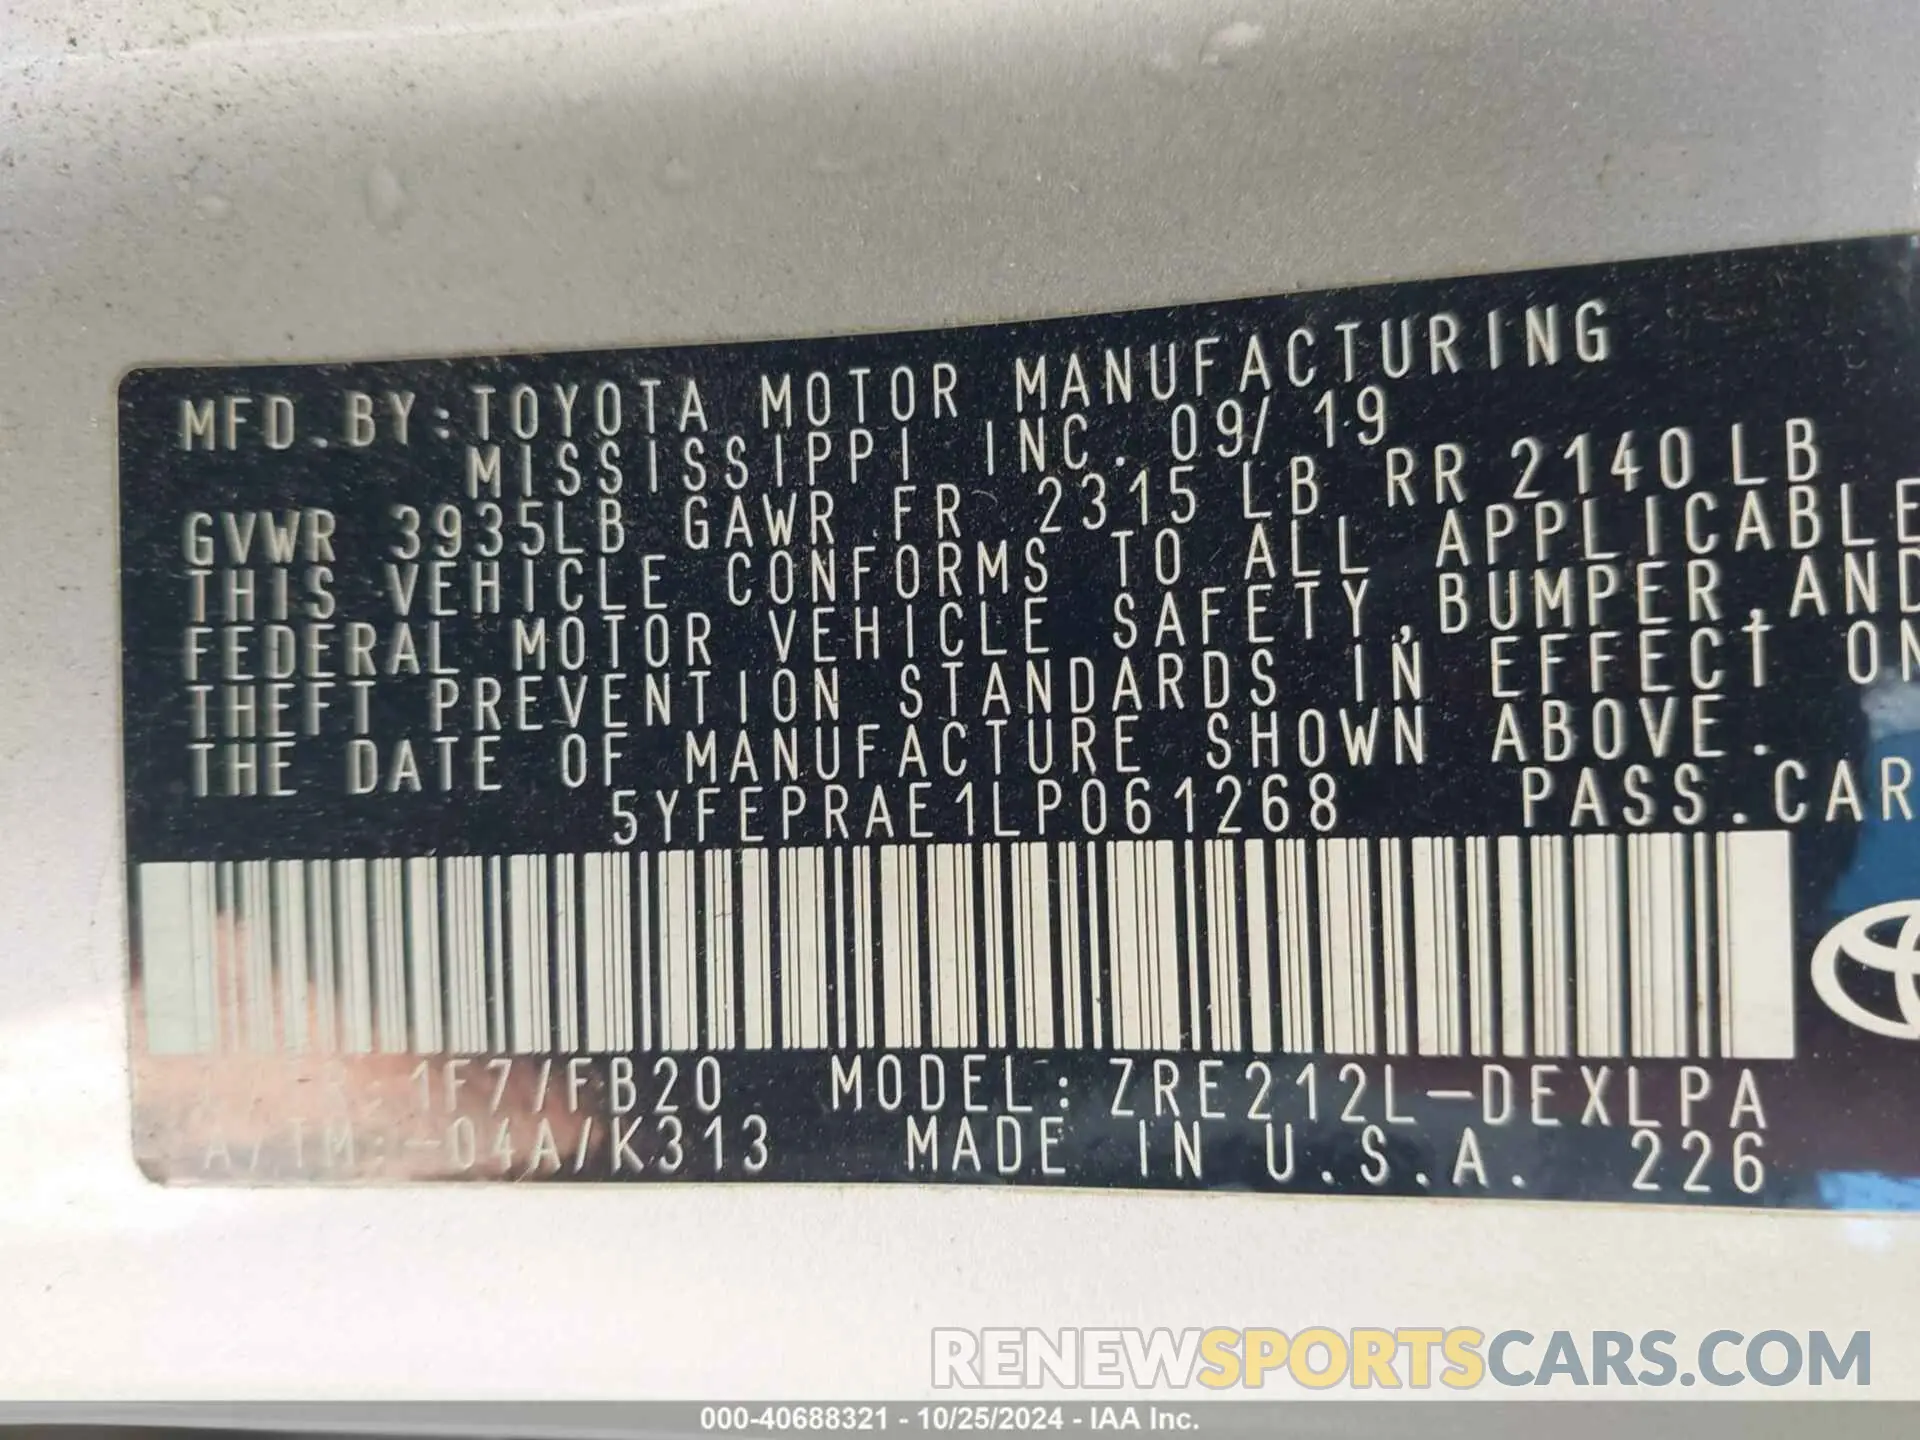 MFD.BY:TOYOTA MOTOR MANUFACTURING
MISSISSIPPI INC. 09/19
GVWR 3935LB GAWR FR 2315LB RR 2140LB
THIS VEHICLE CONFORMS TO ALL APPLICABLE
FEDERAL MOTOR VEHICLE SAFETY,BUMPER,AND
THEFT PREVENTION STANDARDS IN EFFECT ON
THE DATE OF MANUFACTURE SHOWN ABOVE.
5YFEPRAE1LP061268 PASS.CAR
1F7/FB20 MODEL:ZRE212L-DEXLPA
A/TM:-04A/K313 MADE IN U.S.A. 226
RENEWSPORTSCARS.COM
000-40688321 - 10/25/2024 - IAA Inc.